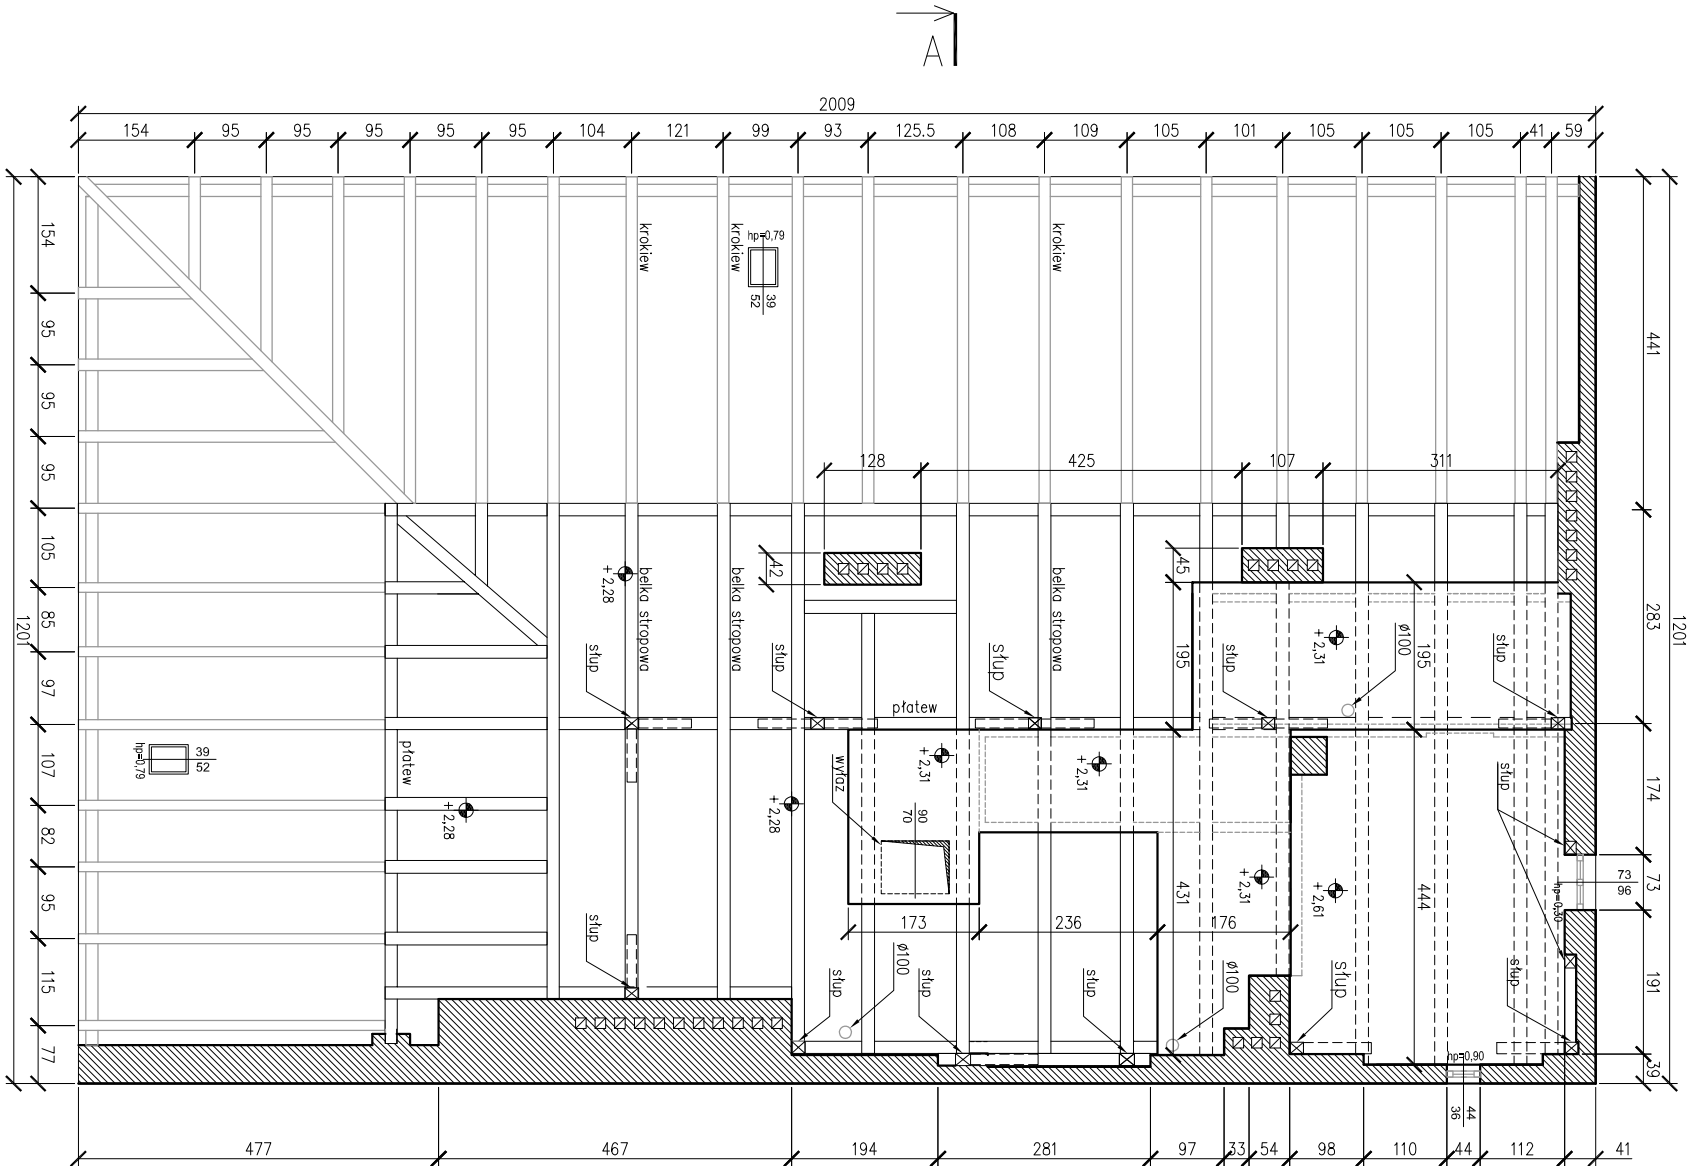 A
2009
154 95 95 95 95 95 104 121 99 93 125.5 108 109 105 101 105 105 105 41 59
1201
154
95
95
95
105
85
97
107
82
95
115
77
krokiew
krokiew
krokiew
hp=0,79
39
52
128 425 107 311
42
45
+2,28
belka stropowa
belka stropowa
belka stropowa
słup
słup
słup
słup
słup
195
195
+2,31
ø100
płatew
płatew
hp=0,79
39
52
+2,28
+2,28
wyłaz
90
70
+2,31
+2,31
+2,31
+2,61
431
444
173 236 176
słup
hp=0,30
73
96
słup
słup
ø100
słup
słup
ø100
słup
słup
hp=0,90
44
36
441
283
174
73
191
39
1201
477 467 194 281 97 33 54 98 110 44 112 41